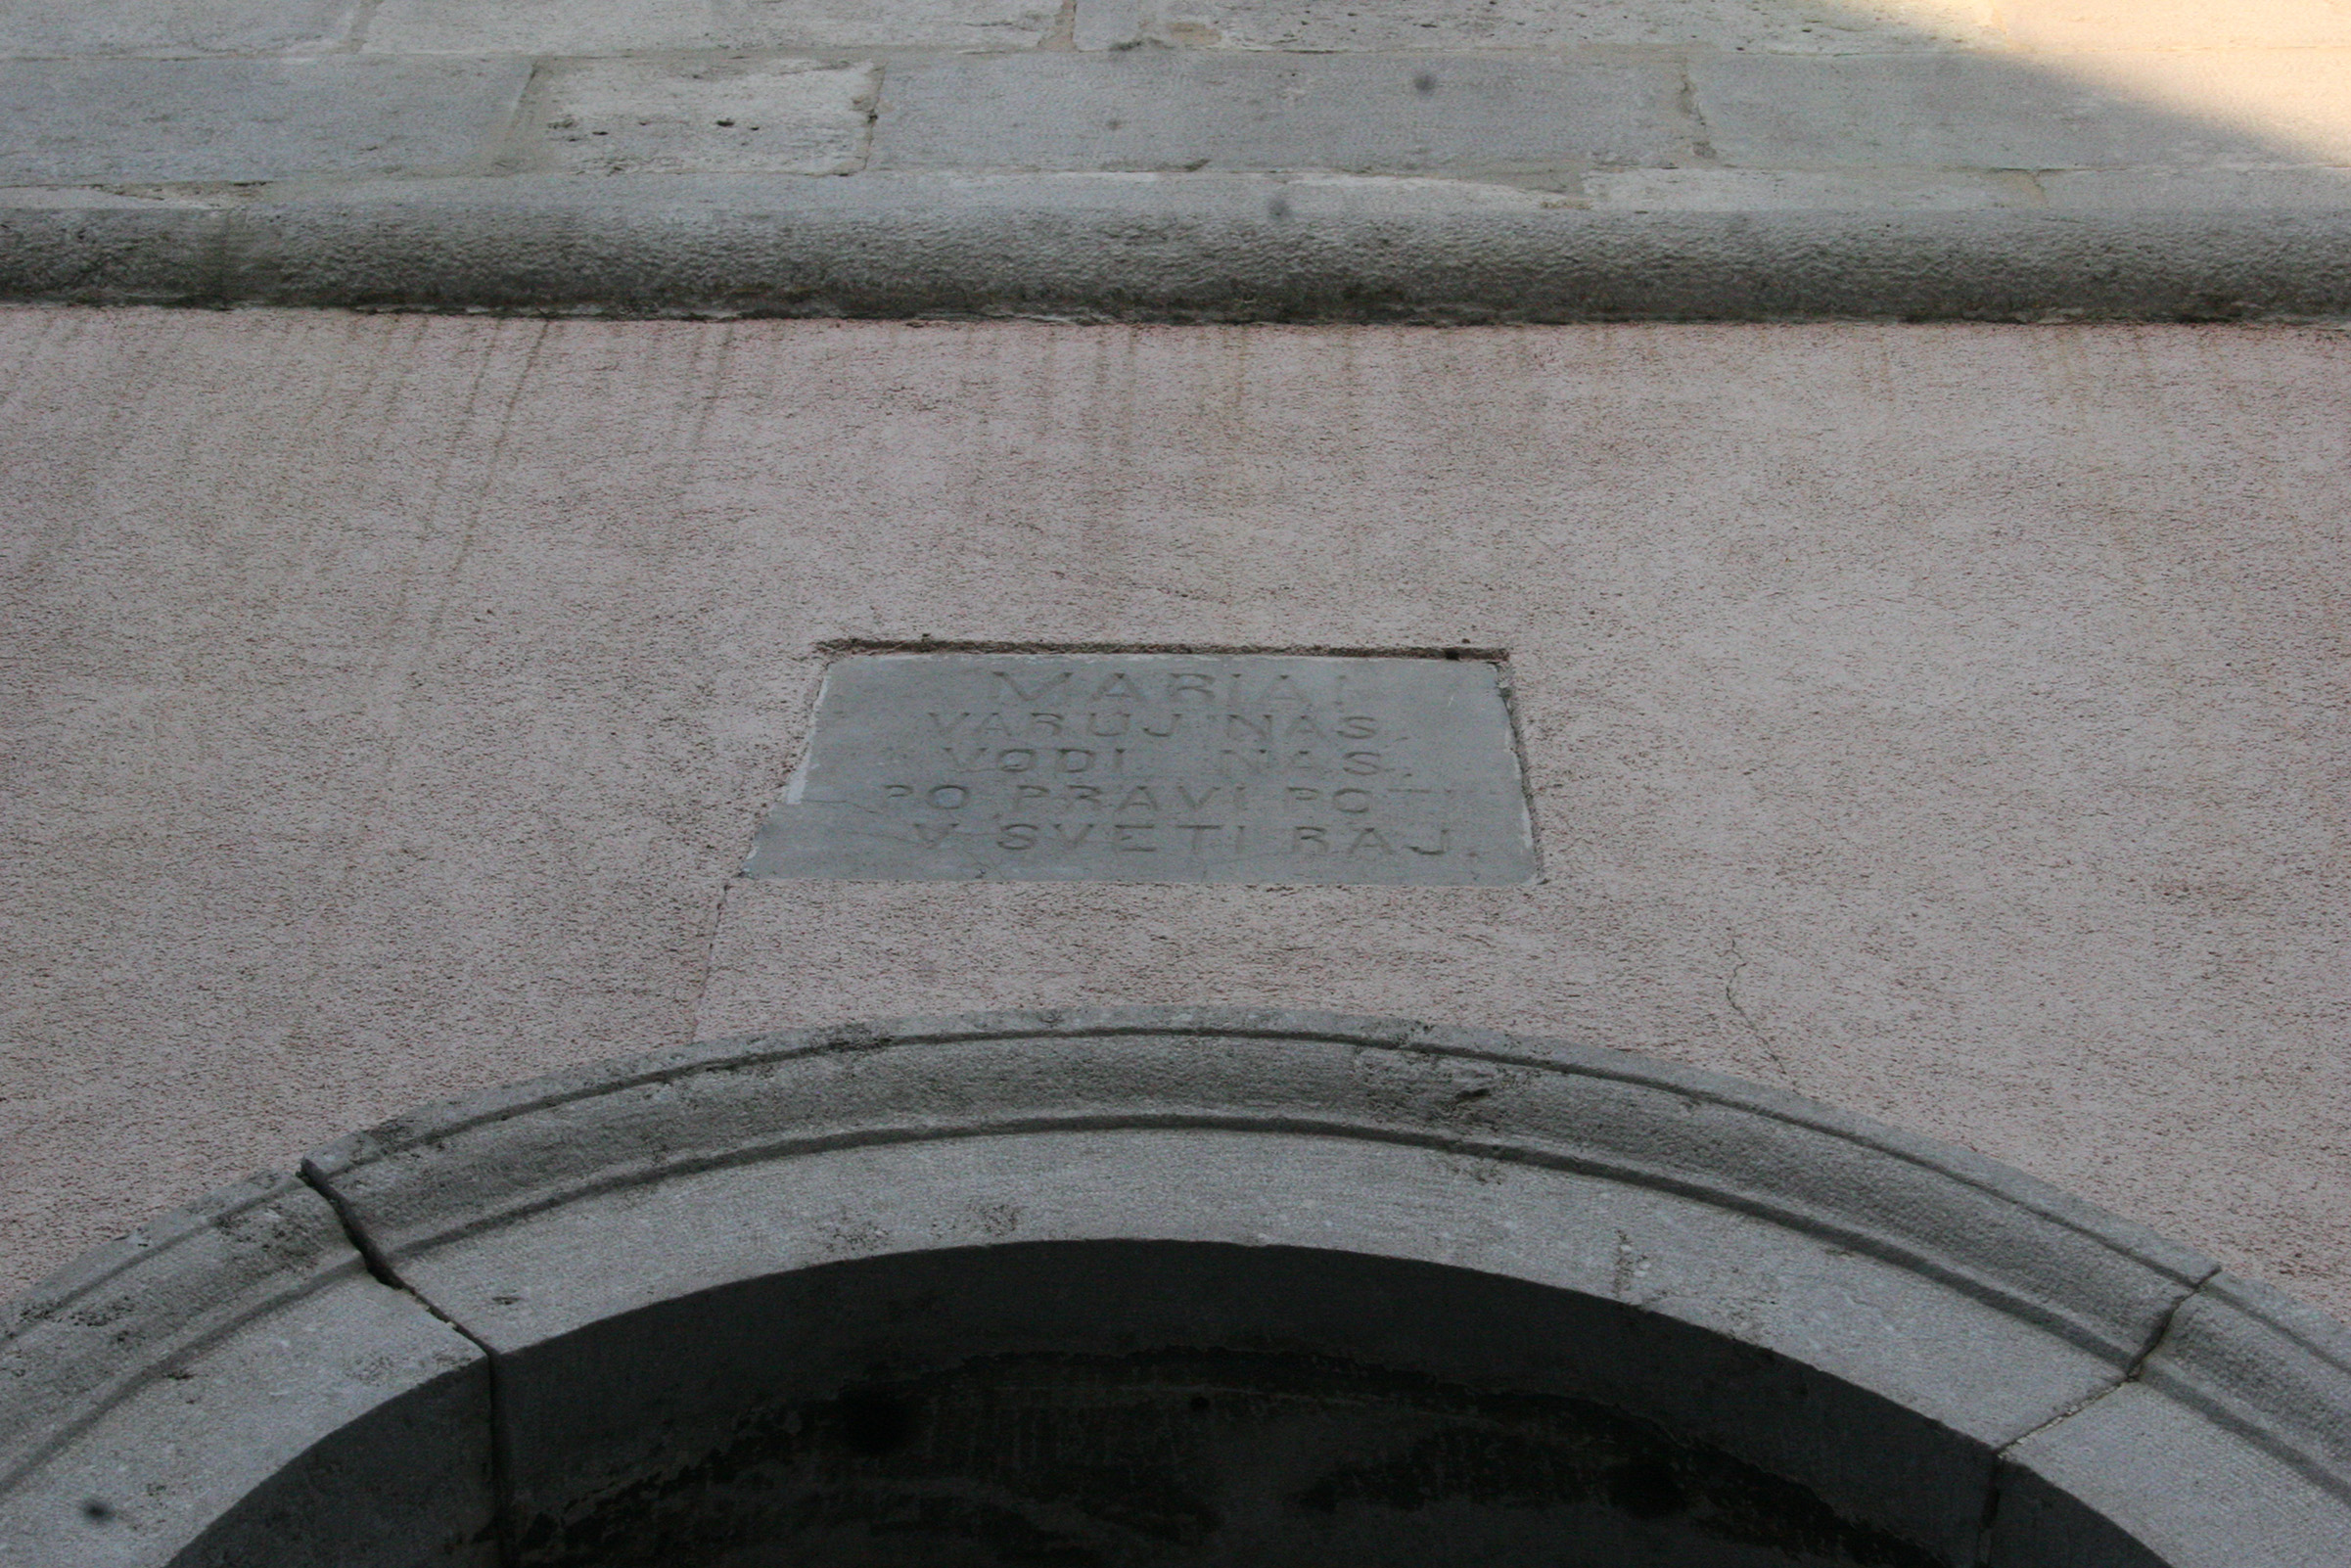 MARIA!
VARUJ NAS.
VODI NAS.
PO PRAVI POTI
V SVETI RAJ.